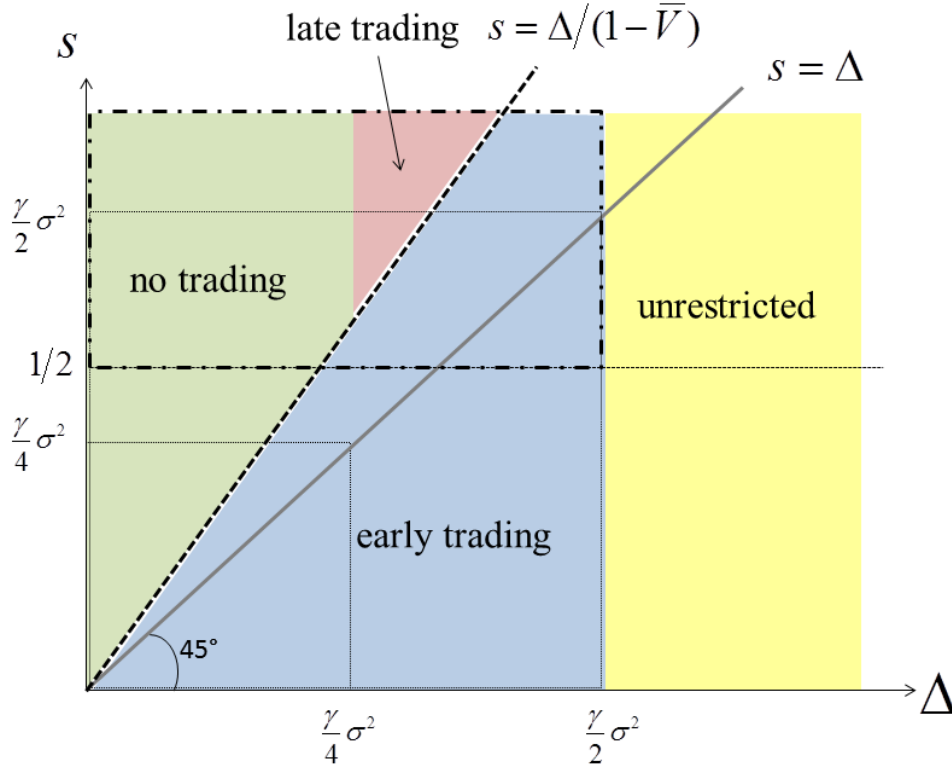 late trading
s = Δ/(1− V̅)
s
s = Δ
γ/2 σ²
no trading
unrestricted
1/2
γ/4 σ²
early trading
45°
Δ
γ/4 σ²
γ/2 σ²